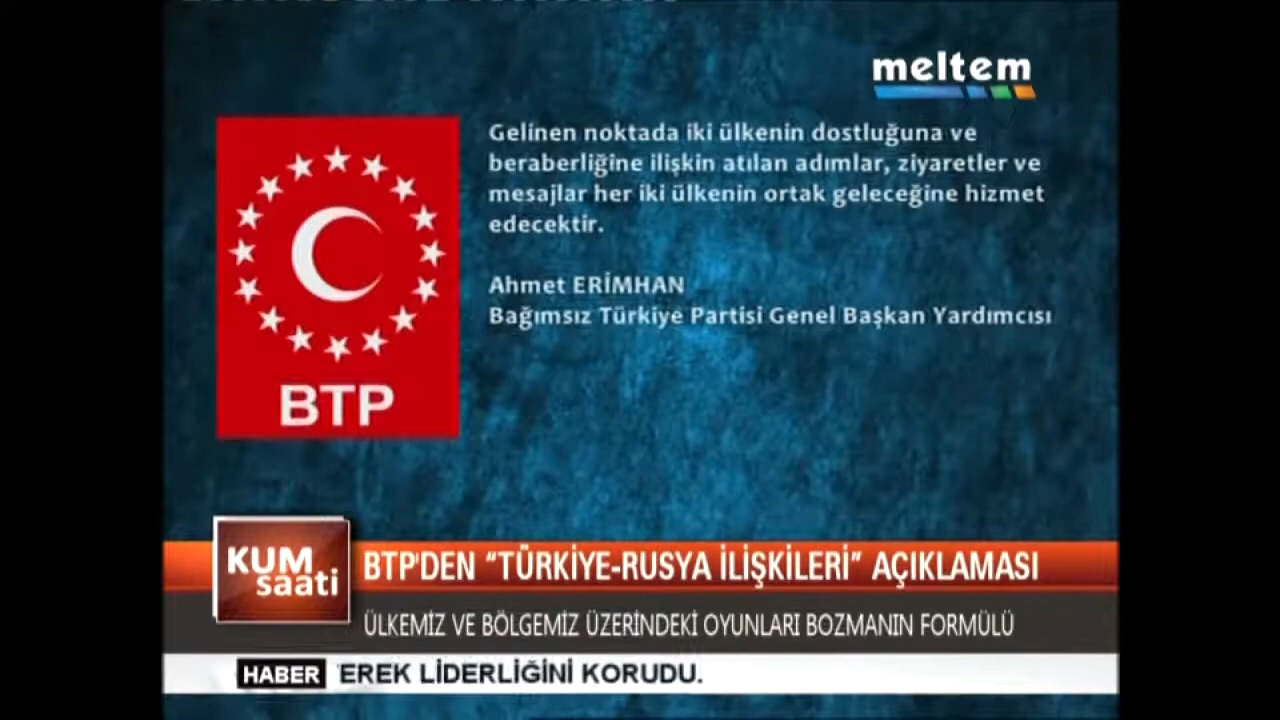 meltem
Gelinen noktada iki ülkenin dostluğuna ve
beraberliğine ilişkin atılan adımlar, ziyaretler ve
mesajlar her iki ülkenin ortak geleceğine hizmet
edecektir.
Ahmet ERİMHAN
Bağımsız Türkiye Partisi Genel Başkan Yardımcısı
BTP
KUM
saati
BTP'DEN “TÜRKİYE-RUSYA İLİŞKİLERİ” AÇIKLAMASI
ÜLKEMİZ VE BÖLGEMİZ ÜZERİNDEKİ OYUNLARI BOZMANIN FORMÜLÜ
HABER EREK LİDERLİĞİNİ KORUDU.